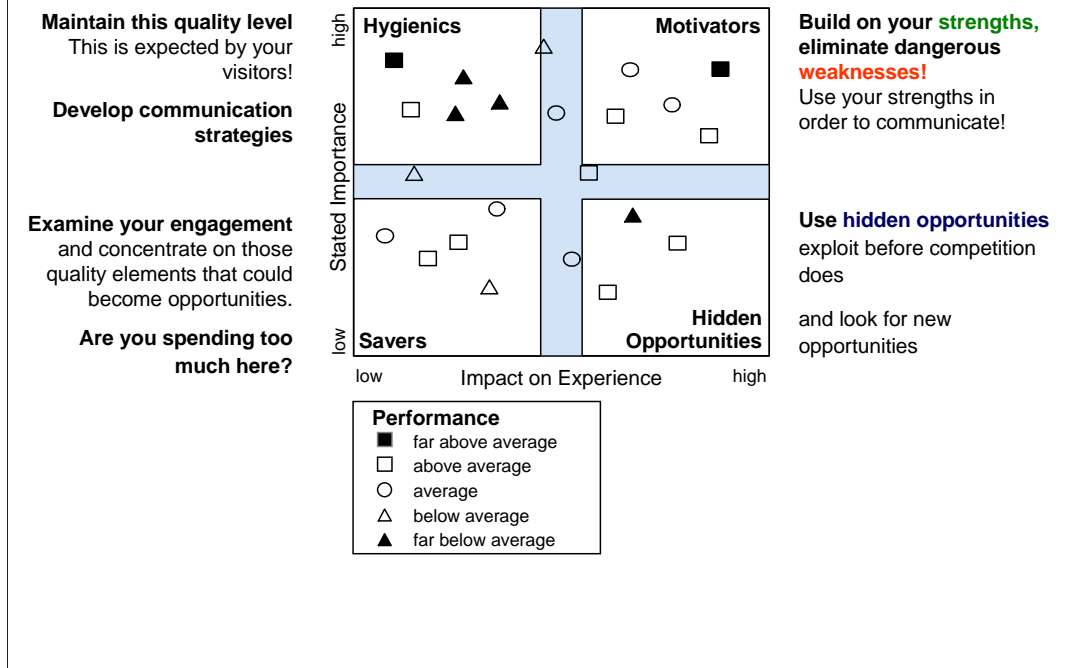 Maintain this quality level
This is expected by your
visitors!
Develop communication
strategies
Examine your engagement
and concentrate on those
quality elements that could
become opportunities.
Are you spending too
much here?
high
Stated Importance
low
Hygienics
Motivators
Savers
Hidden
Opportunities
low
Impact on Experience
high
Build on your strengths,
eliminate dangerous
weaknesses!
Use your strengths in
order to communicate!
Use hidden opportunities
exploit before competition
does
and look for new
opportunities
Performance
far above average
above average
average
below average
far below average